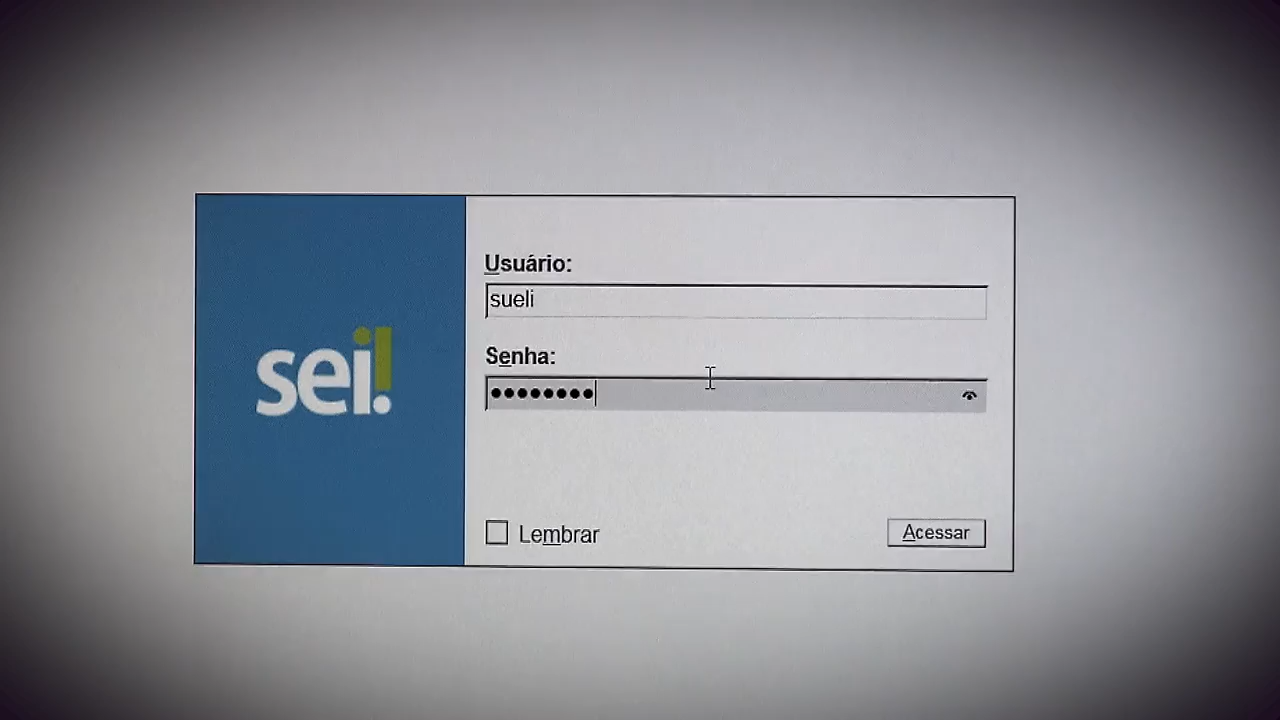 sei!
Usuário:
sueli
Senha:
••••••••
Lembrar
Acessar